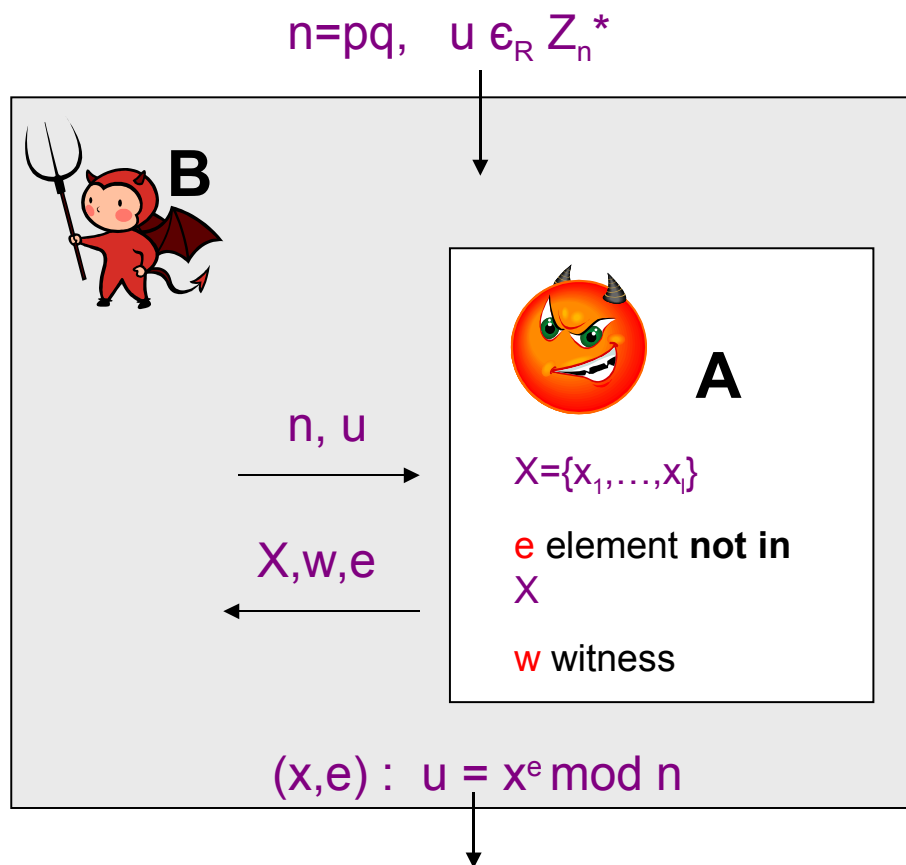 n=pq, u ϵR Zn*
B
A
n, u
X={x1,…,xl}
X,w,e
e element not in
X
w witness
(x,e) : u = xe mod n